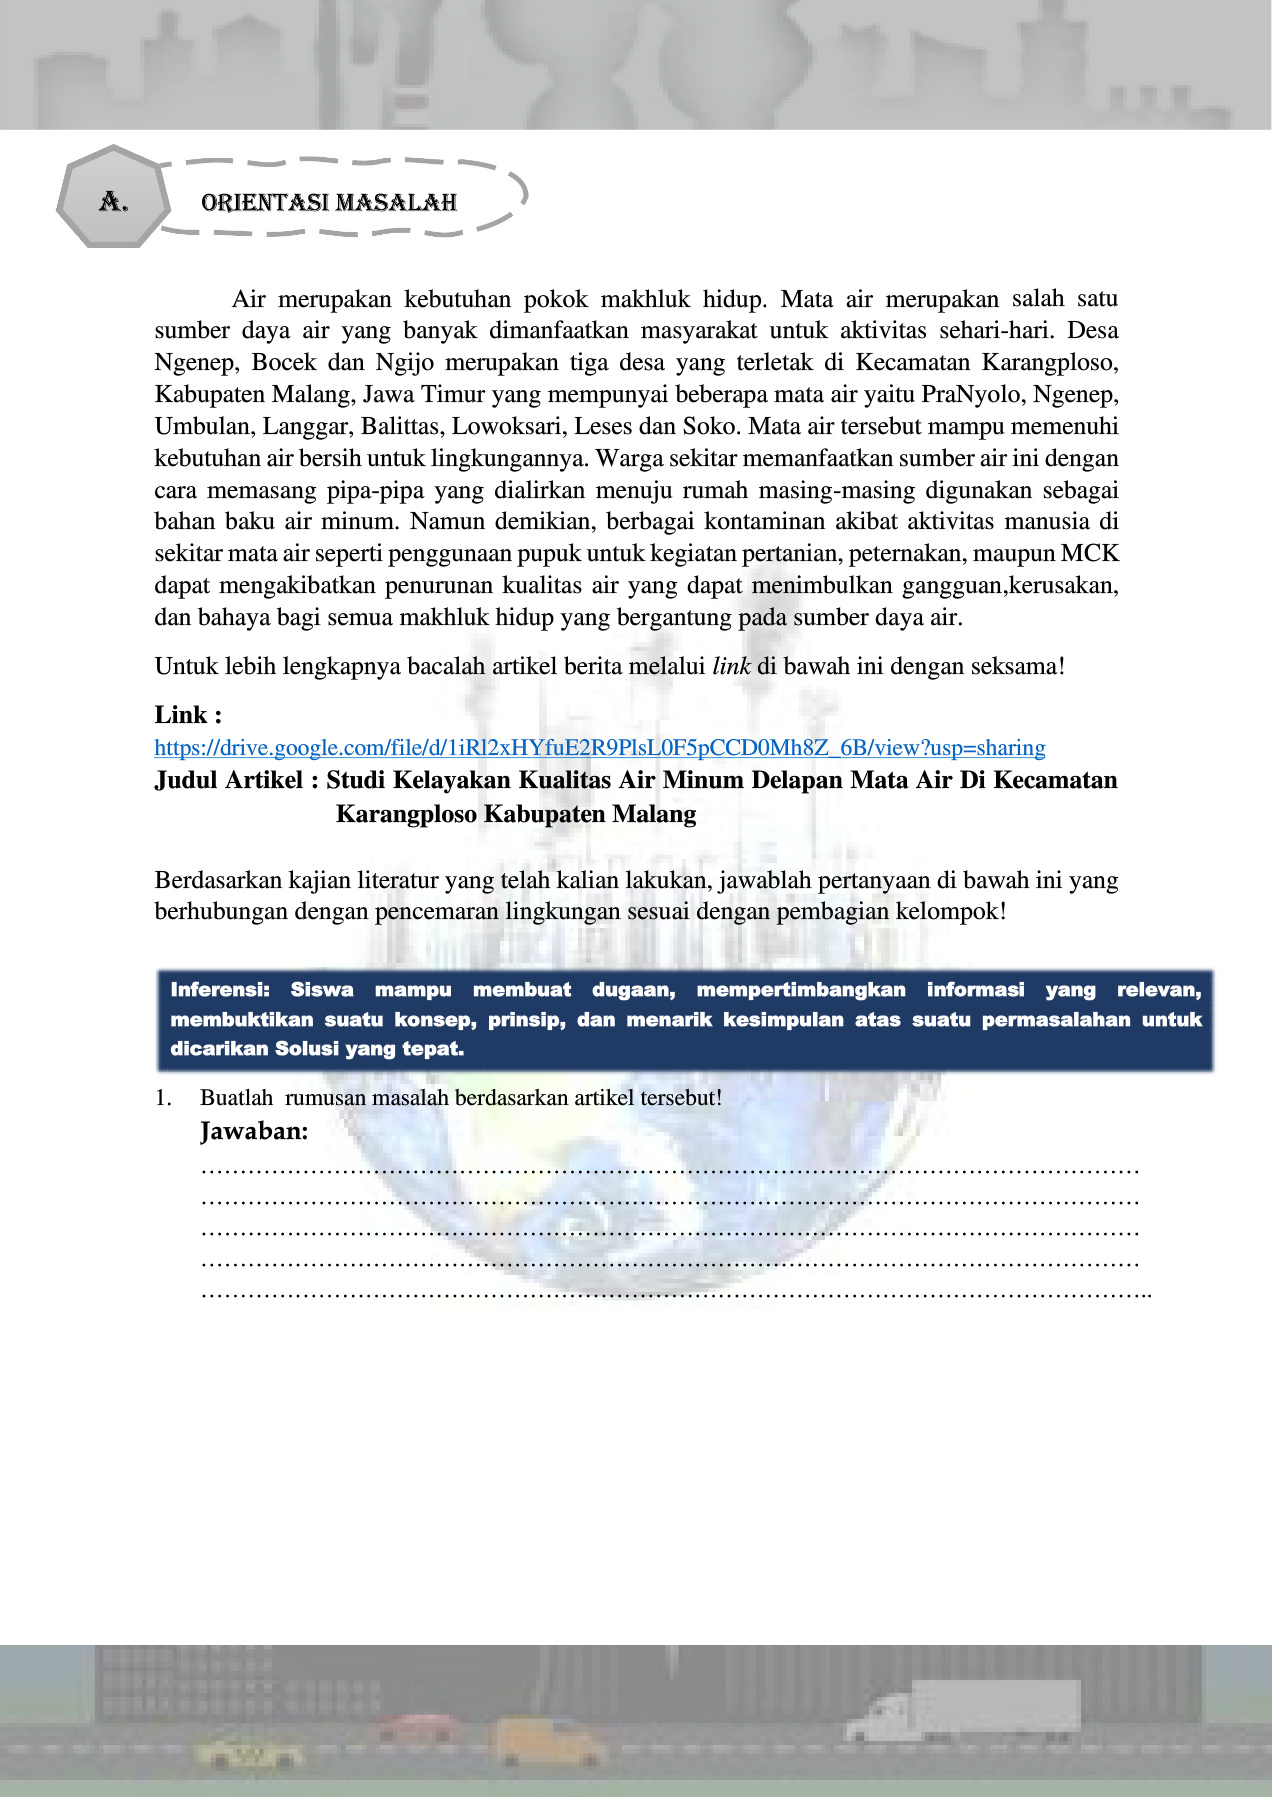 A.
ORIENTASI MASALAH
Air merupakan kebutuhan pokok makhluk hidup. Mata air merupakan salah satu
sumber daya air yang banyak dimanfaatkan masyarakat untuk aktivitas sehari-hari. Desa
Ngenep, Bocek dan Ngijo merupakan tiga desa yang terletak di Kecamatan Karangploso,
Kabupaten Malang, Jawa Timur yang mempunyai beberapa mata air yaitu PraNyolo, Ngenep,
Umbulan, Langgar, Balittas, Lowoksari, Leses dan Soko. Mata air tersebut mampu memenuhi
kebutuhan air bersih untuk lingkungannya. Warga sekitar memanfaatkan sumber air ini dengan
cara memasang pipa-pipa yang dialirkan menuju rumah masing-masing digunakan sebagai
bahan baku air minum. Namun demikian, berbagai kontaminan akibat aktivitas manusia di
sekitar mata air seperti penggunaan pupuk untuk kegiatan pertanian, peternakan, maupun MCK
dapat mengakibatkan penurunan kualitas air yang dapat menimbulkan gangguan,kerusakan,
dan bahaya bagi semua makhluk hidup yang bergantung pada sumber daya air.
Untuk lebih lengkapnya bacalah artikel berita melalui link di bawah ini dengan seksama!
Link :
https://drive.google.com/file/d/1iRl2xHYfuE2R9PlsL0F5pCCD0Mh8Z_6B/view?usp=sharing
Judul Artikel : Studi Kelayakan Kualitas Air Minum Delapan Mata Air Di Kecamatan
Karangploso Kabupaten Malang
Berdasarkan kajian literatur yang telah kalian lakukan, jawablah pertanyaan di bawah ini yang
berhubungan dengan pencemaran lingkungan sesuai dengan pembagian kelompok!
Inferensi: Siswa mampu membuat dugaan, mempertimbangkan informasi yang relevan,
membuktikan suatu konsep, prinsip, dan menarik kesimpulan atas suatu permasalahan untuk
dicarikan Solusi yang tepat.
1. Buatlah rumusan masalah berdasarkan artikel tersebut!
Jawaban:
……………………………………………………………………………………………………………
……………………………………………………………………………………………………………
……………………………………………………………………………………………………………
……………………………………………………………………………………………………………
……………………………………………………………………………………………………………..